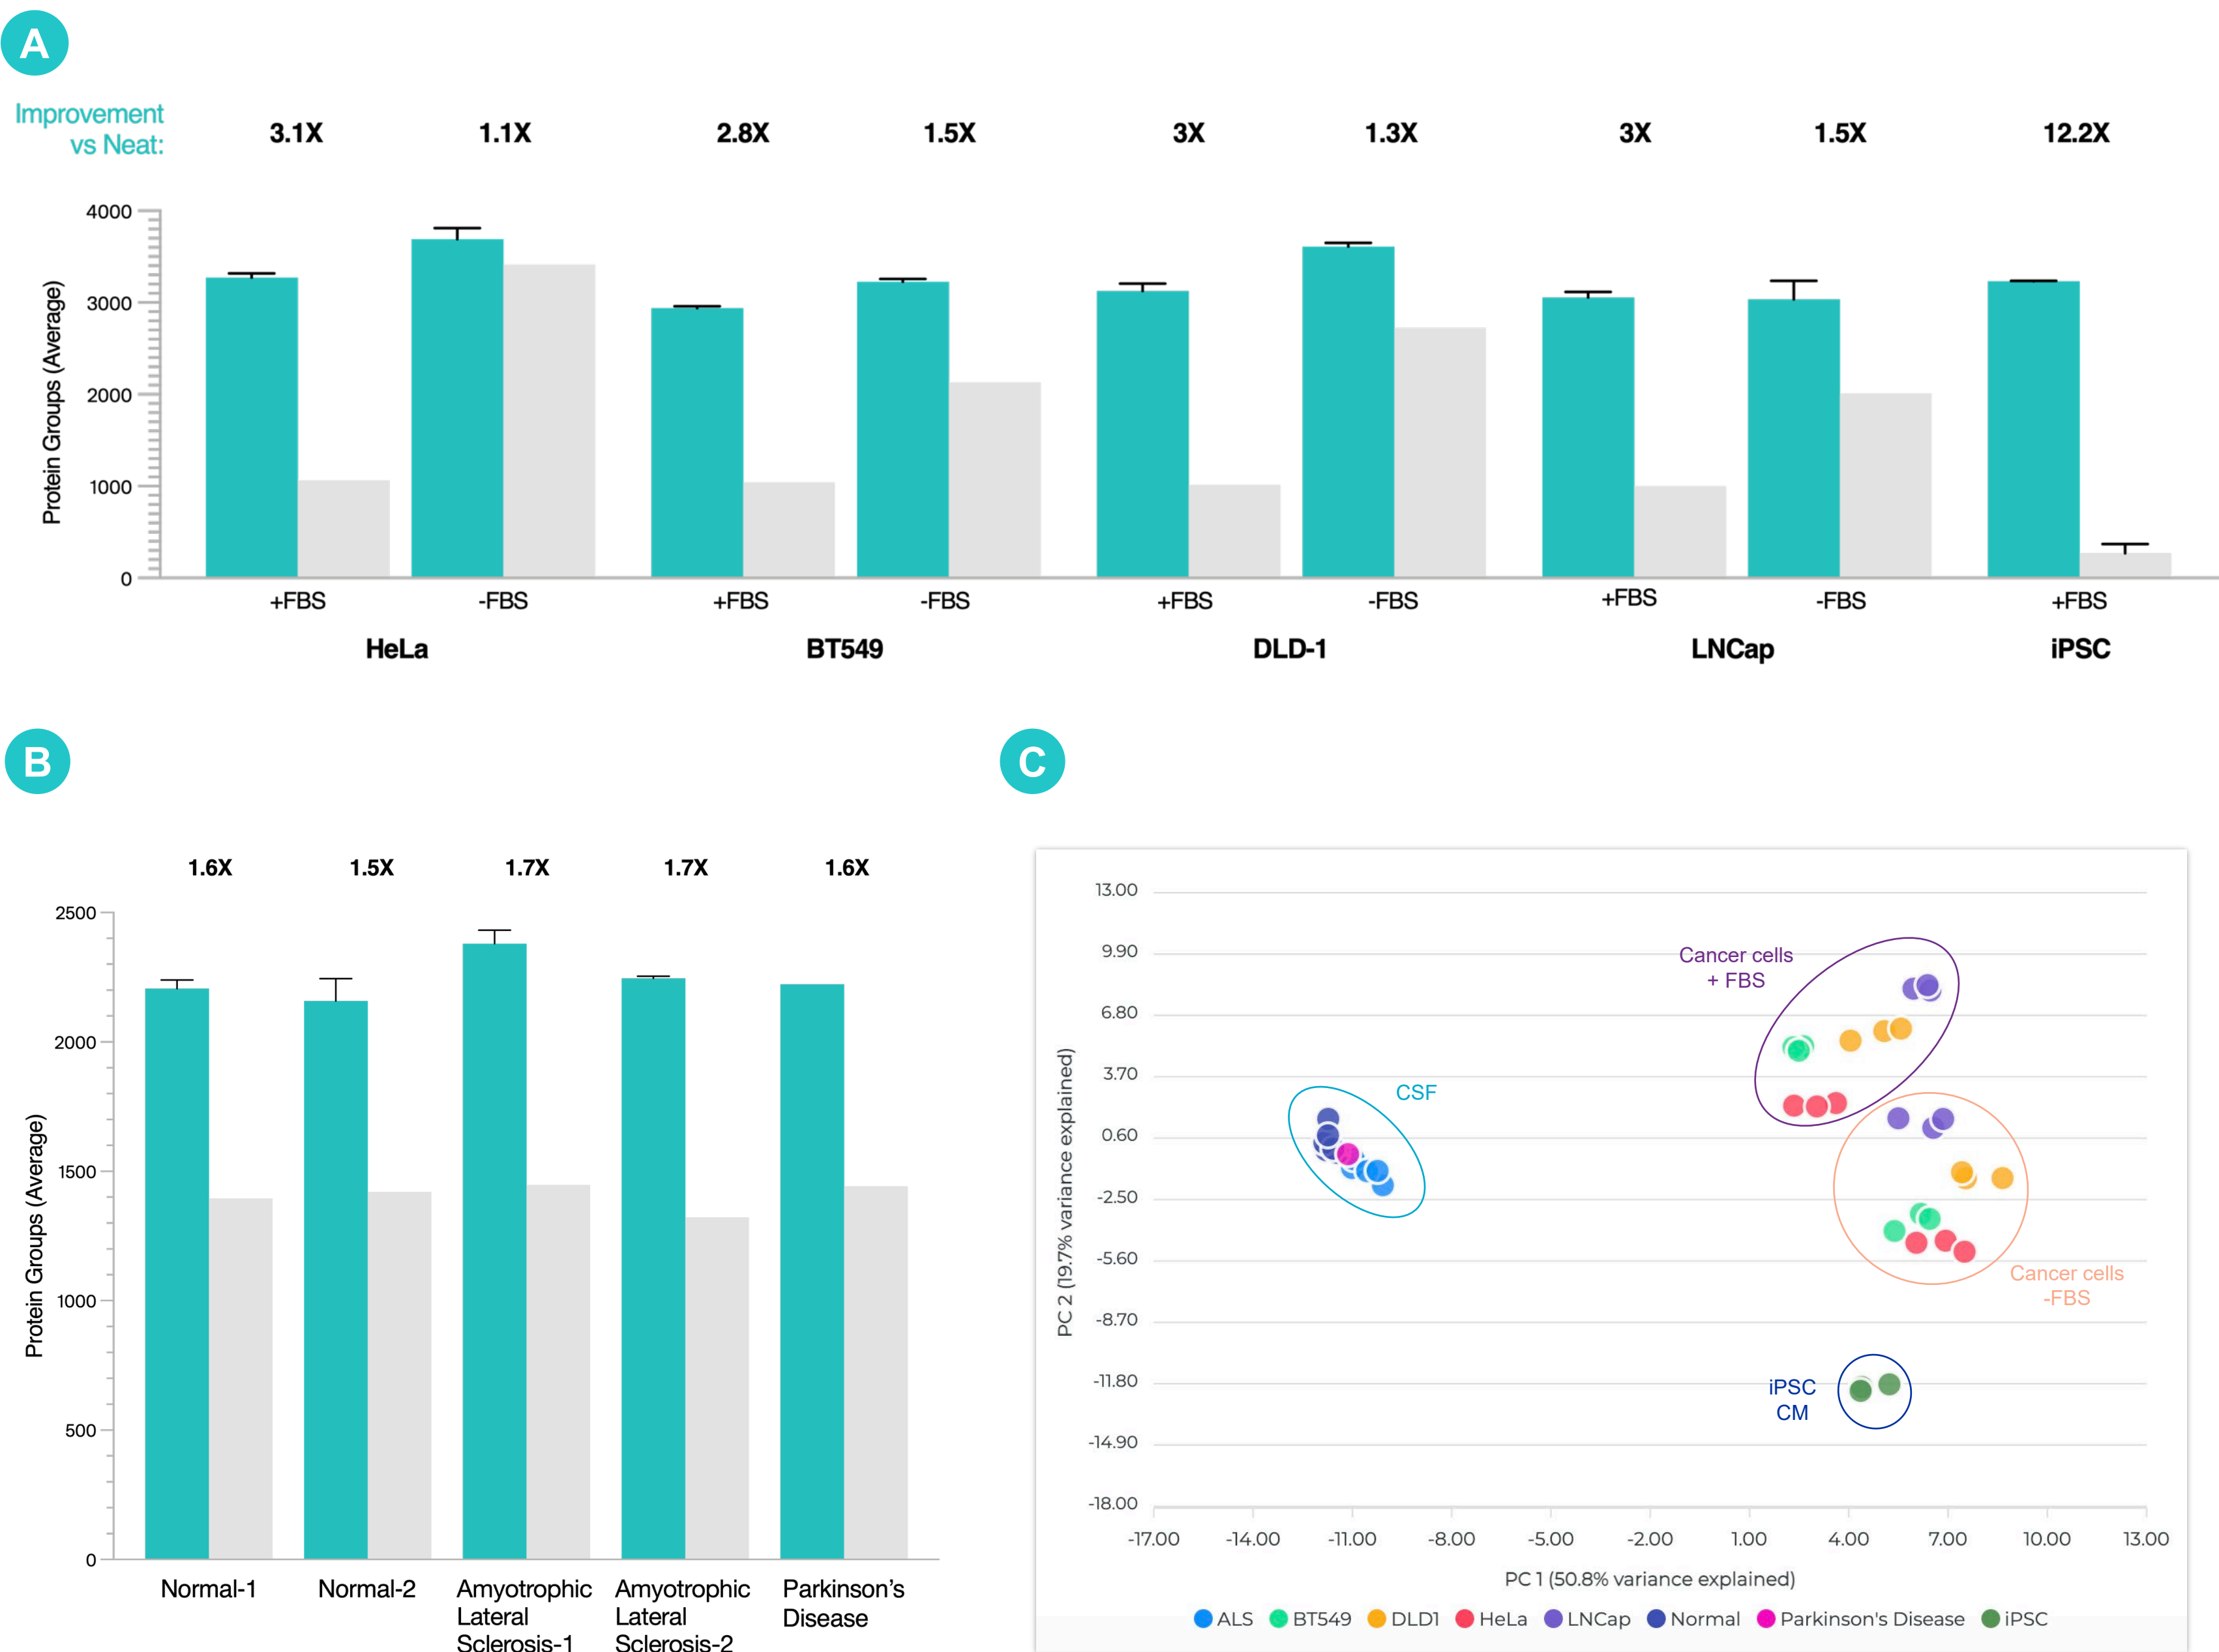 A
Improvement
vs Neat:
3.1X 1.1X 2.8X 1.5X 3X 1.3X 3X 1.5X 12.2X
4000
3000
2000
1000
0
Protein Groups (Average)
+FBS -FBS +FBS -FBS +FBS -FBS +FBS -FBS +FBS
HeLa BT549 DLD-1 LNCap iPSC
B
1.6X 1.5X 1.7X 1.7X 1.6X
2500
2000
1500
1000
500
0
Protein Groups (Average)
Normal-1
Normal-2
Amyotrophic
Lateral
Sclerosis-1
Amyotrophic
Lateral
Sclerosis-2
Parkinson's
Disease
C
13.00
9.90
6.80
3.70
0.60
-2.50
-5.60
-8.70
-11.80
-14.90
-18.00
PC 2 (19.7% variance explained)
Cancer cells
+ FBS
CSF
Cancer cells
-FBS
iPSC
CM
-17.00 -14.00 -11.00 -8.00 -5.00 -2.00 1.00 4.00 7.00 10.00 13.00
PC 1 (50.8% variance explained)
ALS BT549 DLD1 HeLa LNCap Normal Parkinson's Disease iPSC